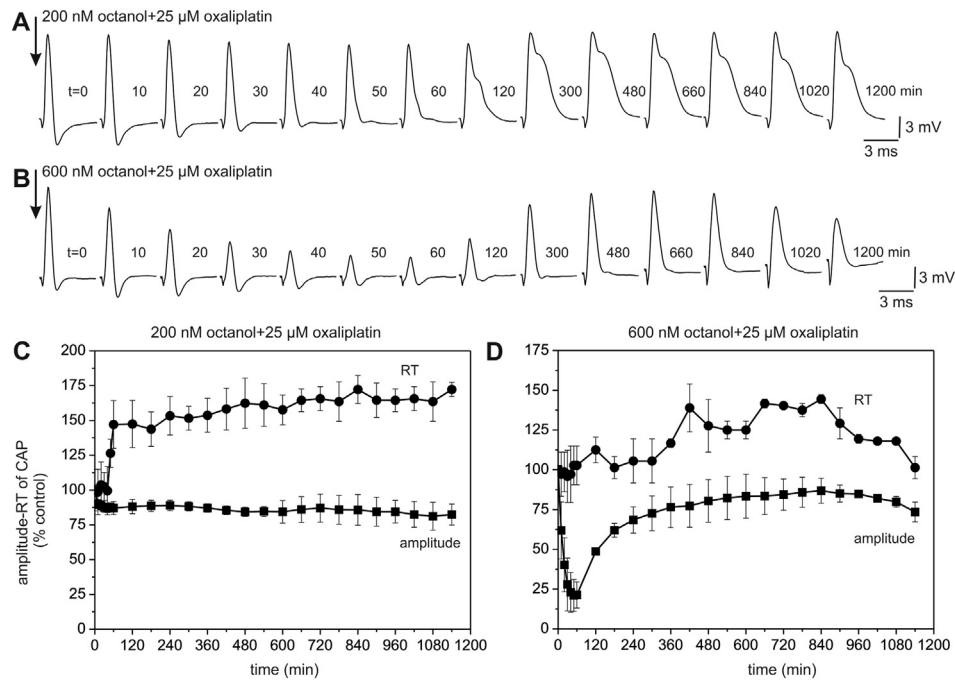 A 200 nM octanol+25 µM oxaliplatin
t=0 10 20 30 40 50 60 120 300 480 660 840 1020 1200 min
3 mV
3 ms
B 600 nM octanol+25 µM oxaliplatin
t=0 10 20 30 40 50 60 120 300 480 660 840 1020 1200 min
3 mV
3 ms
C 200 nM octanol+25 µM oxaliplatin
200
175
150
125
100
75
50
25
0
amplitude-RT of CAP
(% control)
RT
amplitude
0 120 240 360 480 600 720 840 960 1080 1200
time (min)
D 600 nM octanol+25 µM oxaliplatin
175
150
125
100
75
50
25
0
RT
amplitude
0 120 240 360 480 600 720 840 960 1080 1200
time (min)